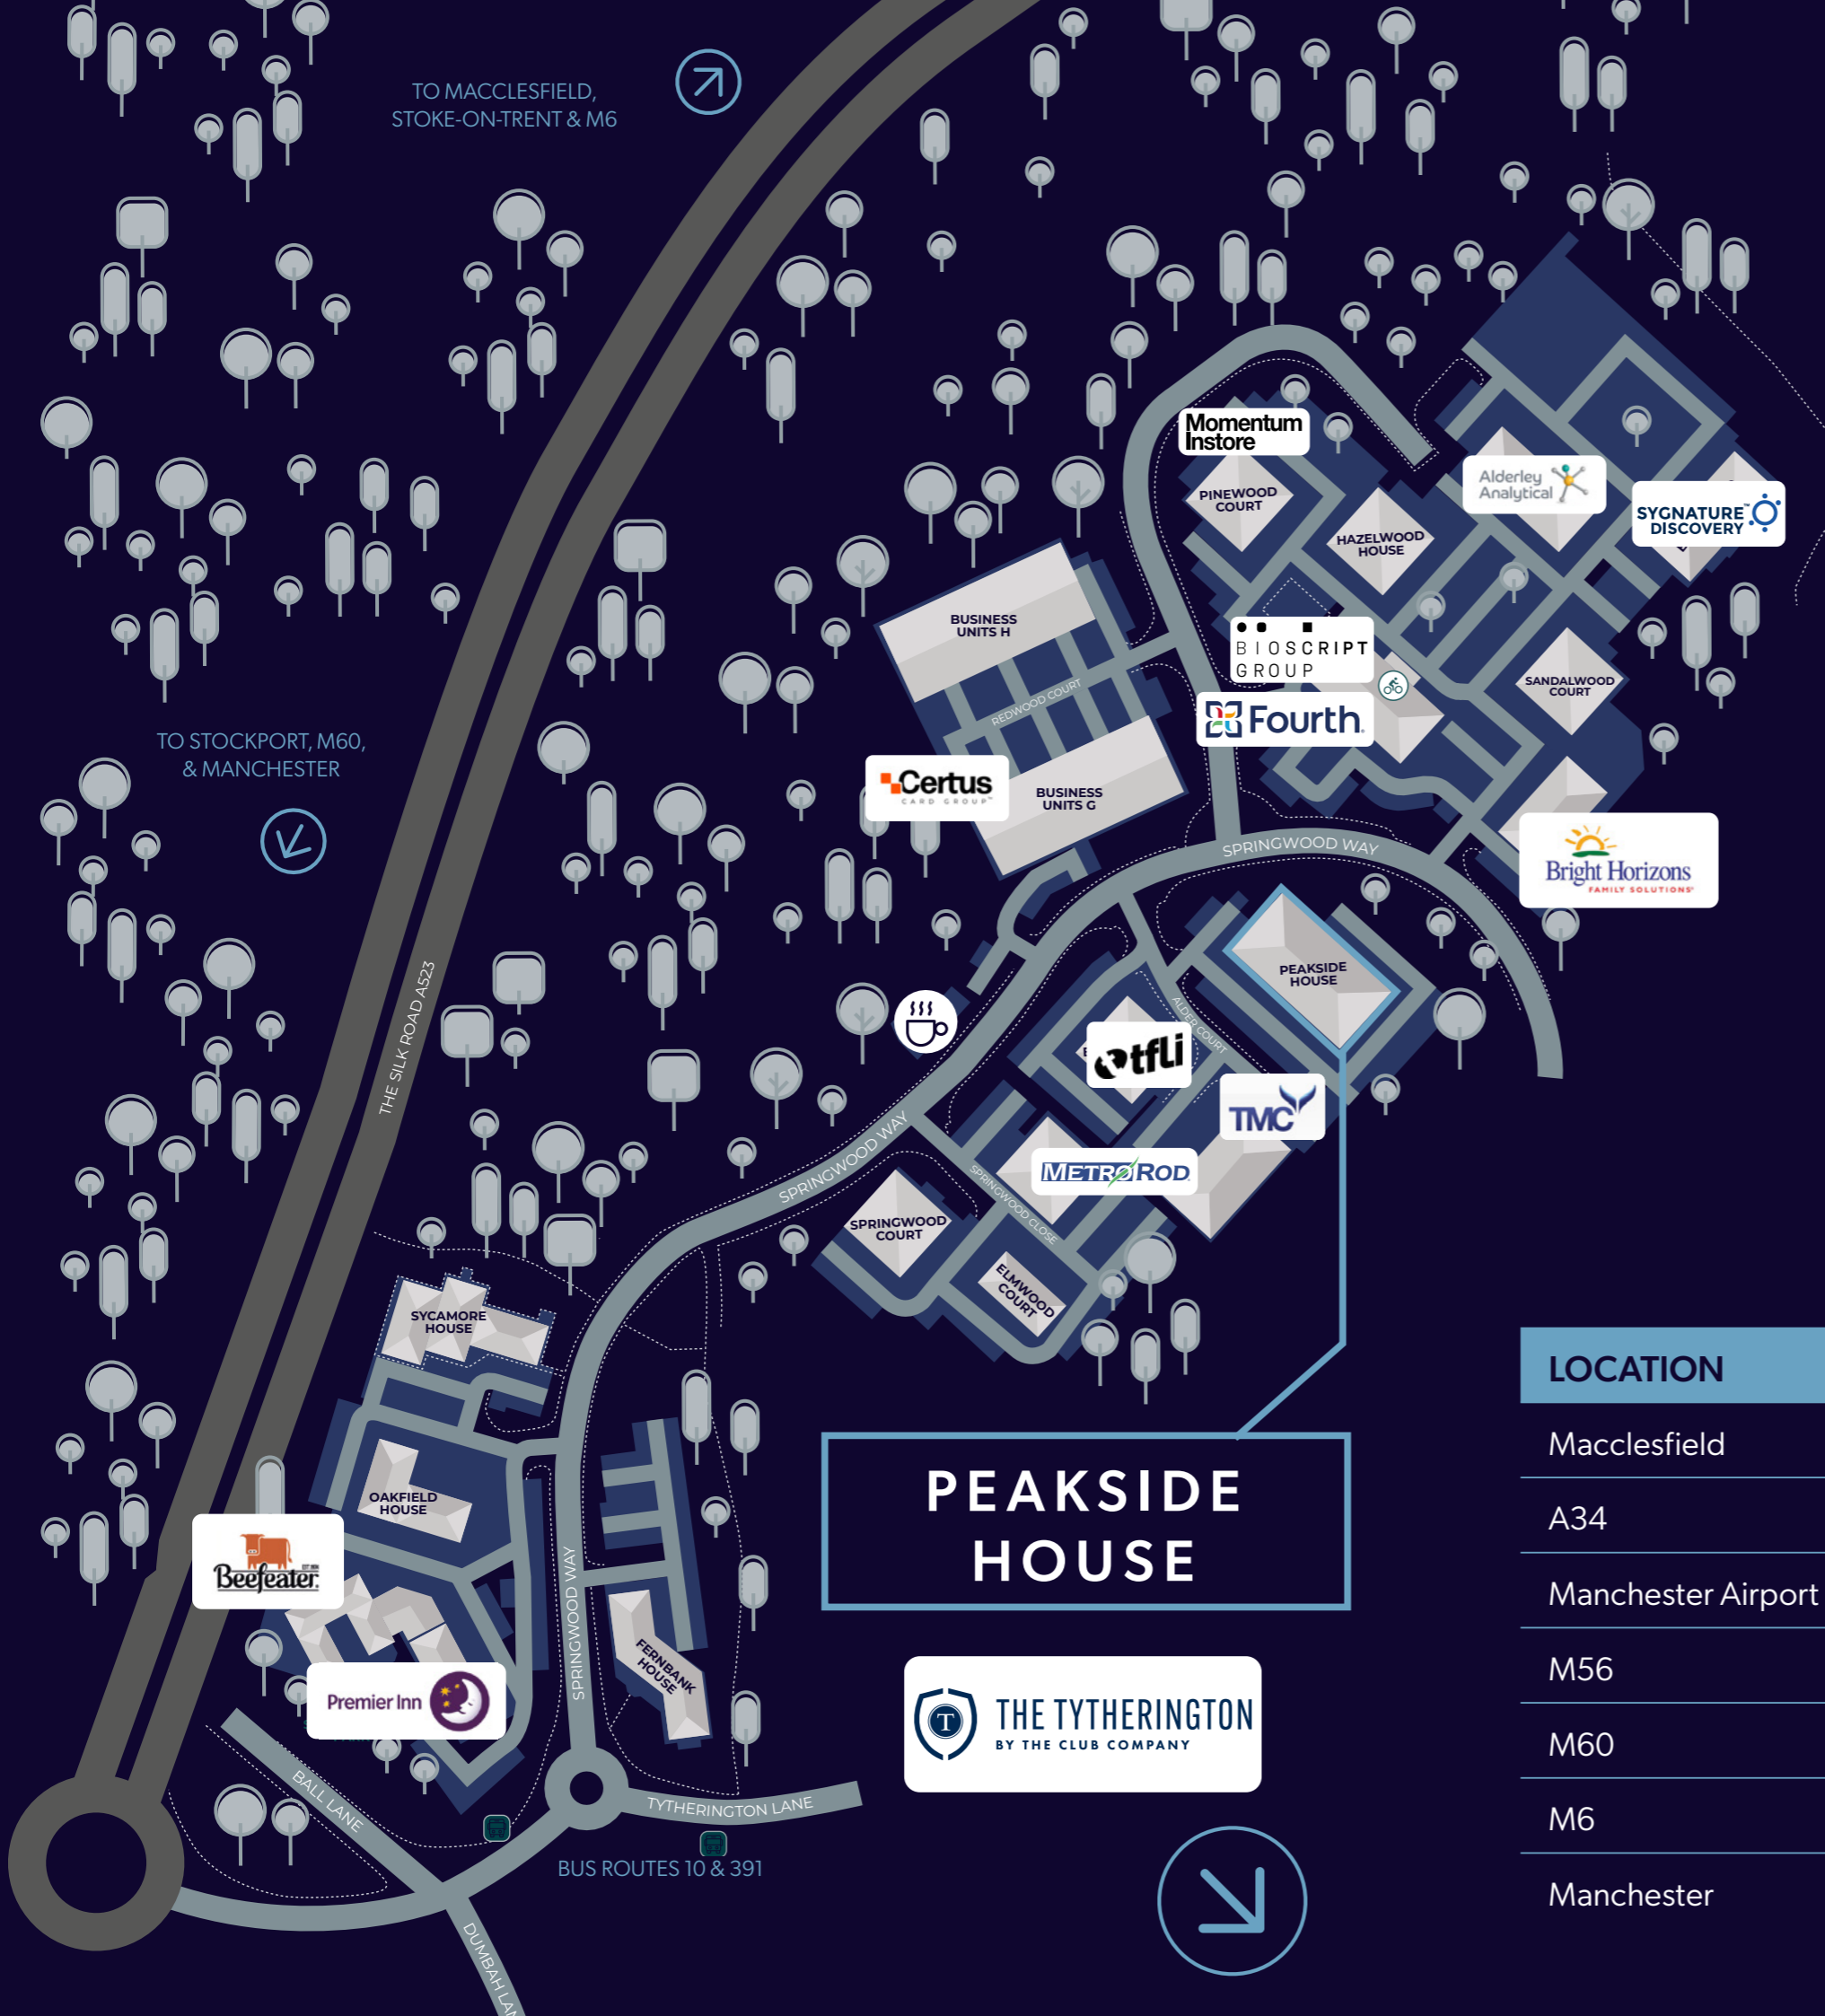 TO MACCLESFIELD,
STOKE-ON-TRENT & M6
Momentum
Instore
PINEWOOD
COURT
HAZELWOOD
HOUSE
Alderley
Analytical
SYGNATURE™
DISCOVERY
BUSINESS
UNITS H
REDWOOD COURT
BIOSCRIPT
GROUP
Fourth
SANDALWOOD
COURT
TO STOCKPORT, M60,
& MANCHESTER
Certus
CARD GROUP™
BUSINESS
UNITS G
SPRINGWOOD WAY
Bright Horizons
FAMILY SOLUTIONS
PEAKSIDE
HOUSE
THE SILK ROAD A523
ALDER COURT
tfli
TMC
SPRINGWOOD WAY
METRO ROD
SPRINGWOOD CLOSE
SPRINGWOOD
COURT
ELMWOOD
COURT
SYCAMORE
HOUSE
OAKFIELD
HOUSE
Beefeater
SPRINGWOOD WAY
FERNBANK
HOUSE
Premier Inn
BALL LANE
TYTHERINGTON LANE
BUS ROUTES 10 & 391
DUMBAH LAN
PEAKSIDE
HOUSE
T
THE TYTHERINGTON
BY THE CLUB COMPANY
LOCATION
Macclesfield
A34
Manchester Airport
M56
M60
M6
Manchester